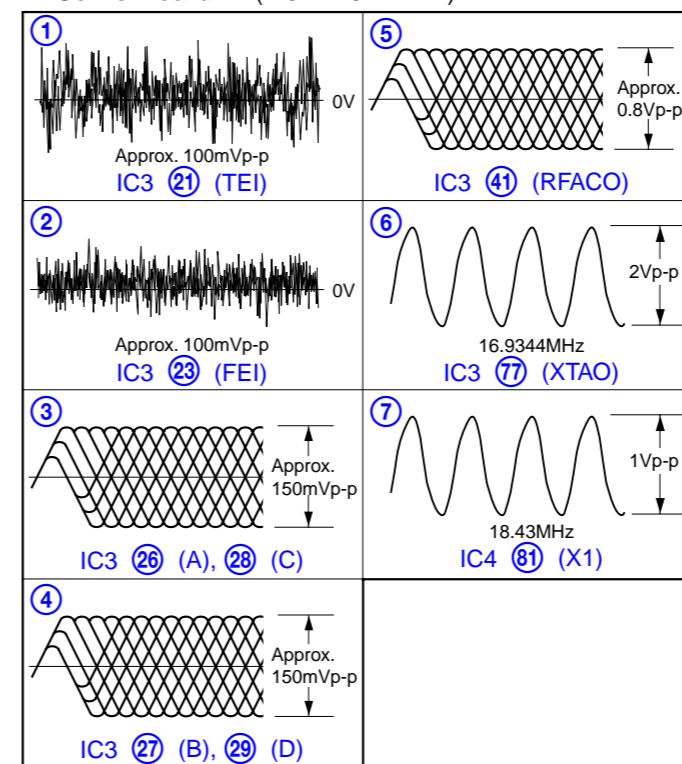 ①
0V
Approx. 100mVp-p
IC3 ㉑ (TEI)
②
0V
Approx. 100mVp-p
IC3 ㉓ (FEI)
③
Approx.
150mVp-p
IC3 ㉖ (A), ㉘ (C)
④
Approx.
150mVp-p
IC3 ㉗ (B), ㉙ (D)
⑤
Approx.
0.8Vp-p
IC3 ㊶ (RFACO)
⑥
2Vp-p
16.9344MHz
IC3 77 (XTAO)
⑦
1Vp-p
18.43MHz
IC4 81 (X1)